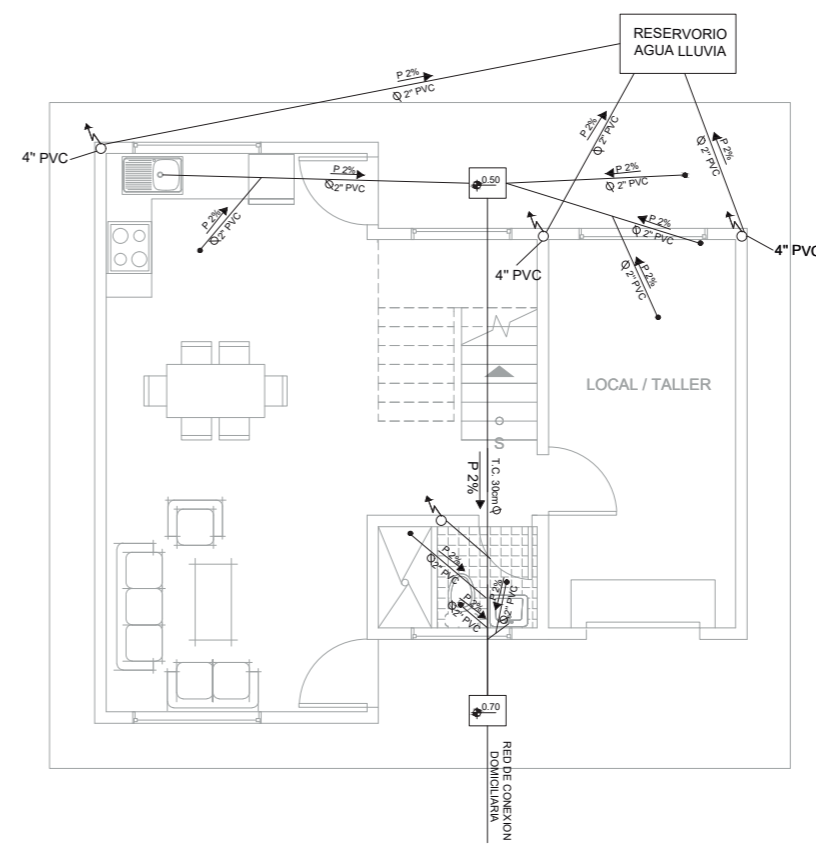 RESERVORIO
AGUA LLUVIA
P 2%
Ф 2" PVC
4" PVC
P 2%
Ф 2" PVC
P 2%
Ф 2" PVC
P 2%
Ф 2" PVC
0.50
P 2%
Ф 2" PVC
P 2%
Ф 2" PVC
P 2%
Ф 2" PVC
4" PVC
4" PVC
P 2%
Ф 2" PVC
LOCAL / TALLER
S
P 2%
T.C. 30cm Ф
P 2%
Ф 2" PVC
P 2%
Ф 2" PVC
P 2%
Ф 2" PVC
0.70
RED DE CONEXION
DOMICILIARIA